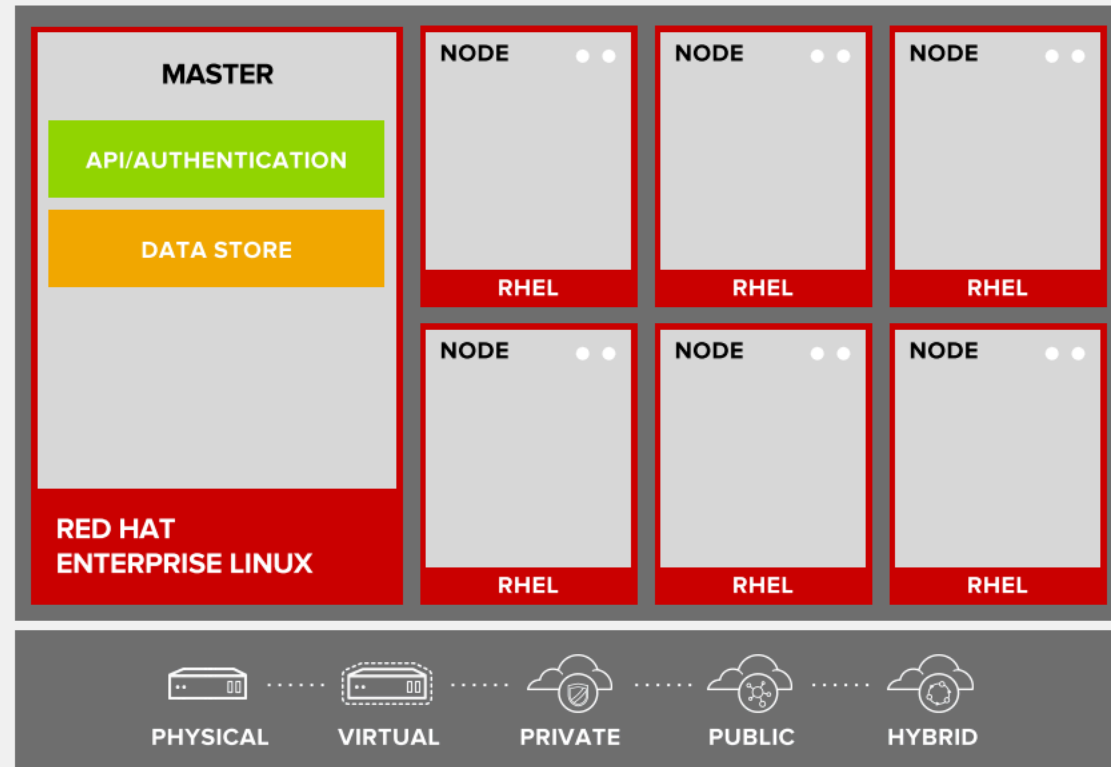 MASTER
API/AUTHENTICATION
DATA STORE
RED HAT
ENTERPRISE LINUX
NODE
RHEL
NODE
RHEL
NODE
RHEL
NODE
RHEL
NODE
RHEL
NODE
RHEL
PHYSICAL
VIRTUAL
PRIVATE
PUBLIC
HYBRID